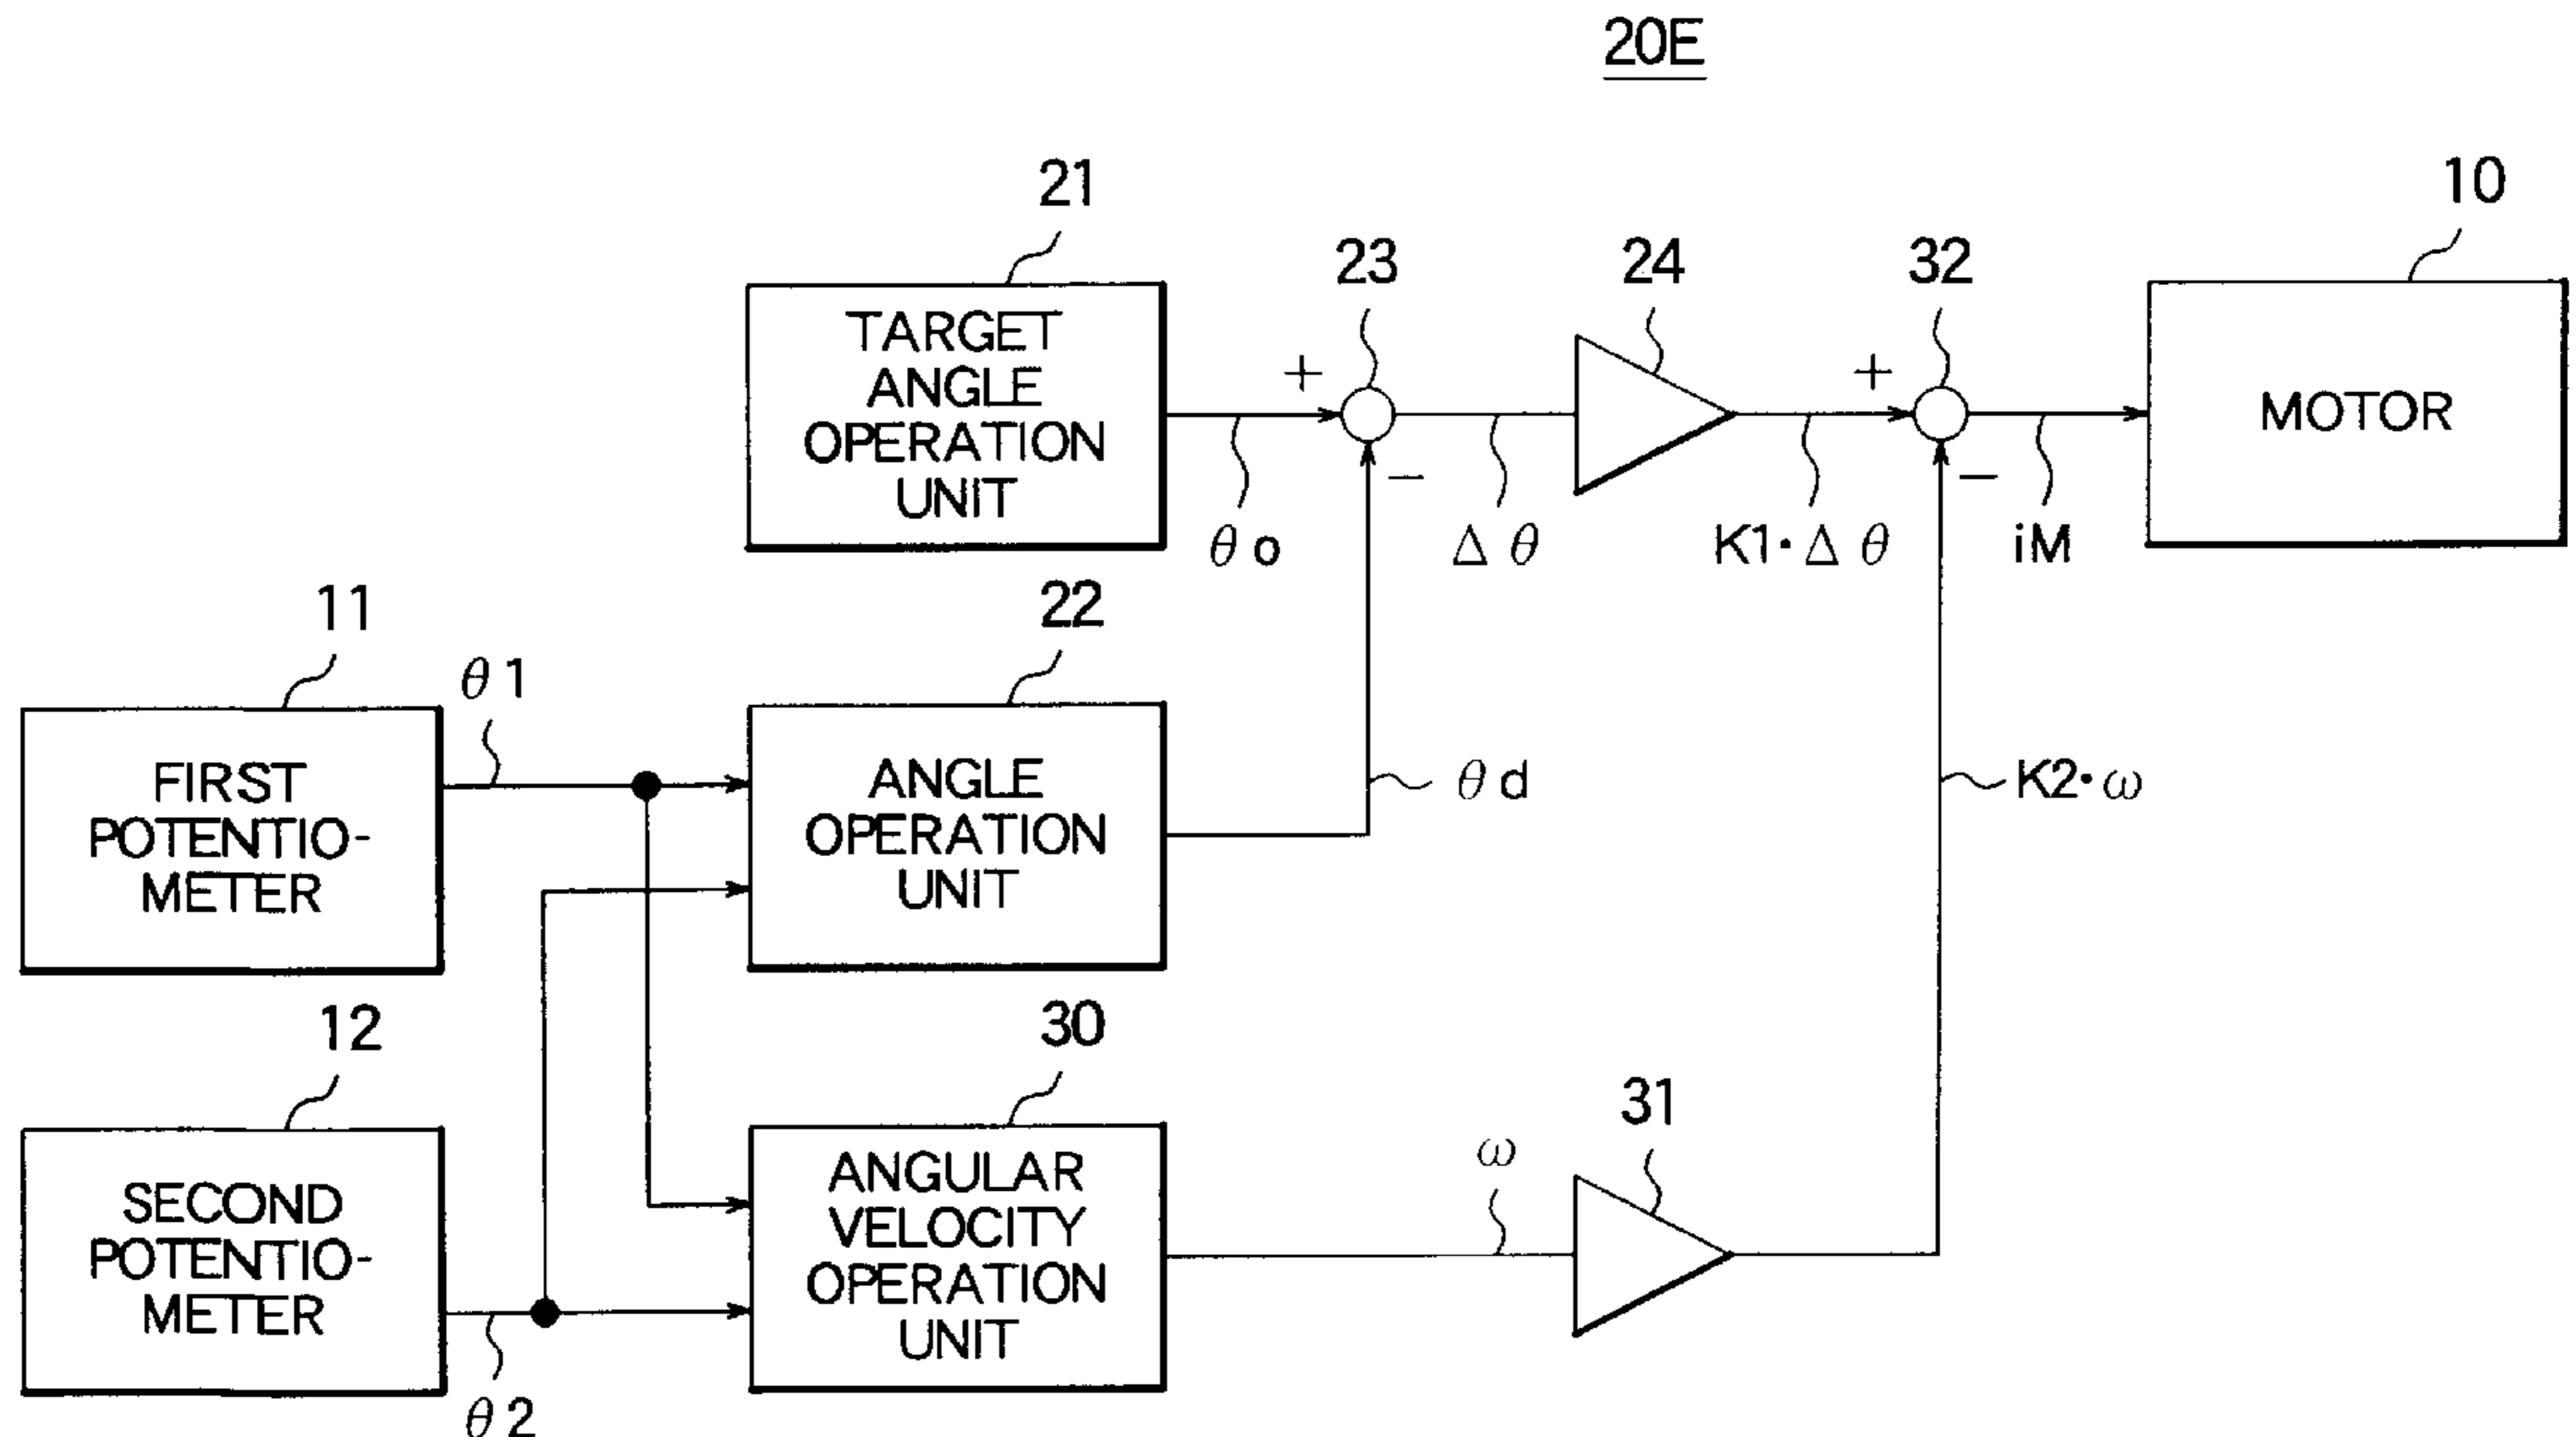 20E
21
10
23
24
32
TARGET
ANGLE
OPERATION
UNIT
+
+
MOTOR
−
−
θo
Δθ
K1·Δθ
iM
11
22
θ1
FIRST
POTENTIO-
METER
ANGLE
OPERATION
UNIT
θd
K2·ω
12
30
31
SECOND
POTENTIO-
METER
ANGULAR
VELOCITY
OPERATION
UNIT
ω
θ2